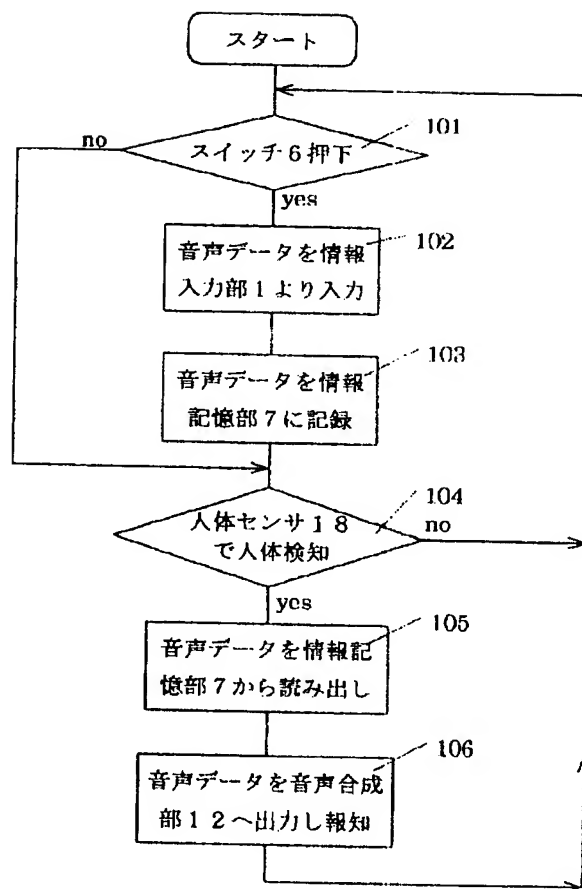 スタート
101
no
スイッチ6押下
yes
音声データを情報
102
入力部1より入力
音声データを情報
103
記憶部7に記録
104
人体センサ18
no
で人体検知
yes
105
音声データを情報記
憶部7から読み出し
106
音声データを音声合成
部12へ出力し報知